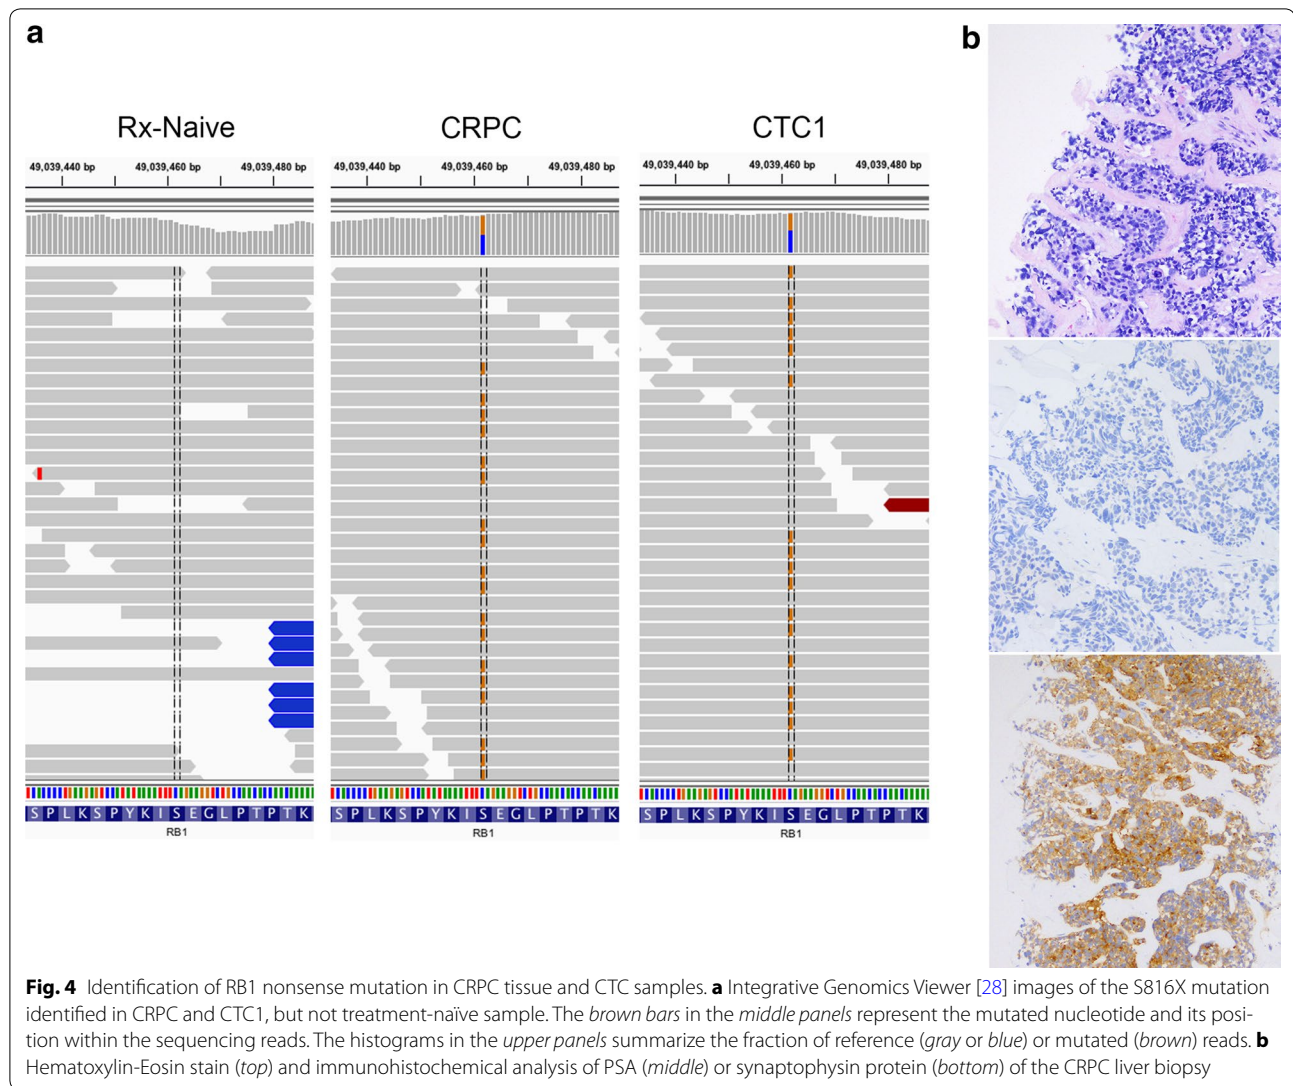 a
b
Rx-Naive
CRPC
CTC1
49,039,440 bp 49,039,460 bp 49,039,480 bp
49,039,440 bp 49,039,460 bp 49,039,480 bp
49,039,440 bp 49,039,460 bp 49,039,480 bp
S P L K S P Y K I S E G L P T P T K
S P L K S P Y K I S E G L P T P T K
S P L K S P Y K I S E G L P T P T K
RB1
RB1
RB1
Fig. 4 Identification of RB1 nonsense mutation in CRPC tissue and CTC samples. a Integrative Genomics Viewer [28] images of the S816X mutation
identified in CRPC and CTC1, but not treatment-naïve sample. The brown bars in the middle panels represent the mutated nucleotide and its posi-
tion within the sequencing reads. The histograms in the upper panels summarize the fraction of reference (gray or blue) or mutated (brown) reads. b
Hematoxylin-Eosin stain (top) and immunohistochemical analysis of PSA (middle) or synaptophysin protein (bottom) of the CRPC liver biopsy